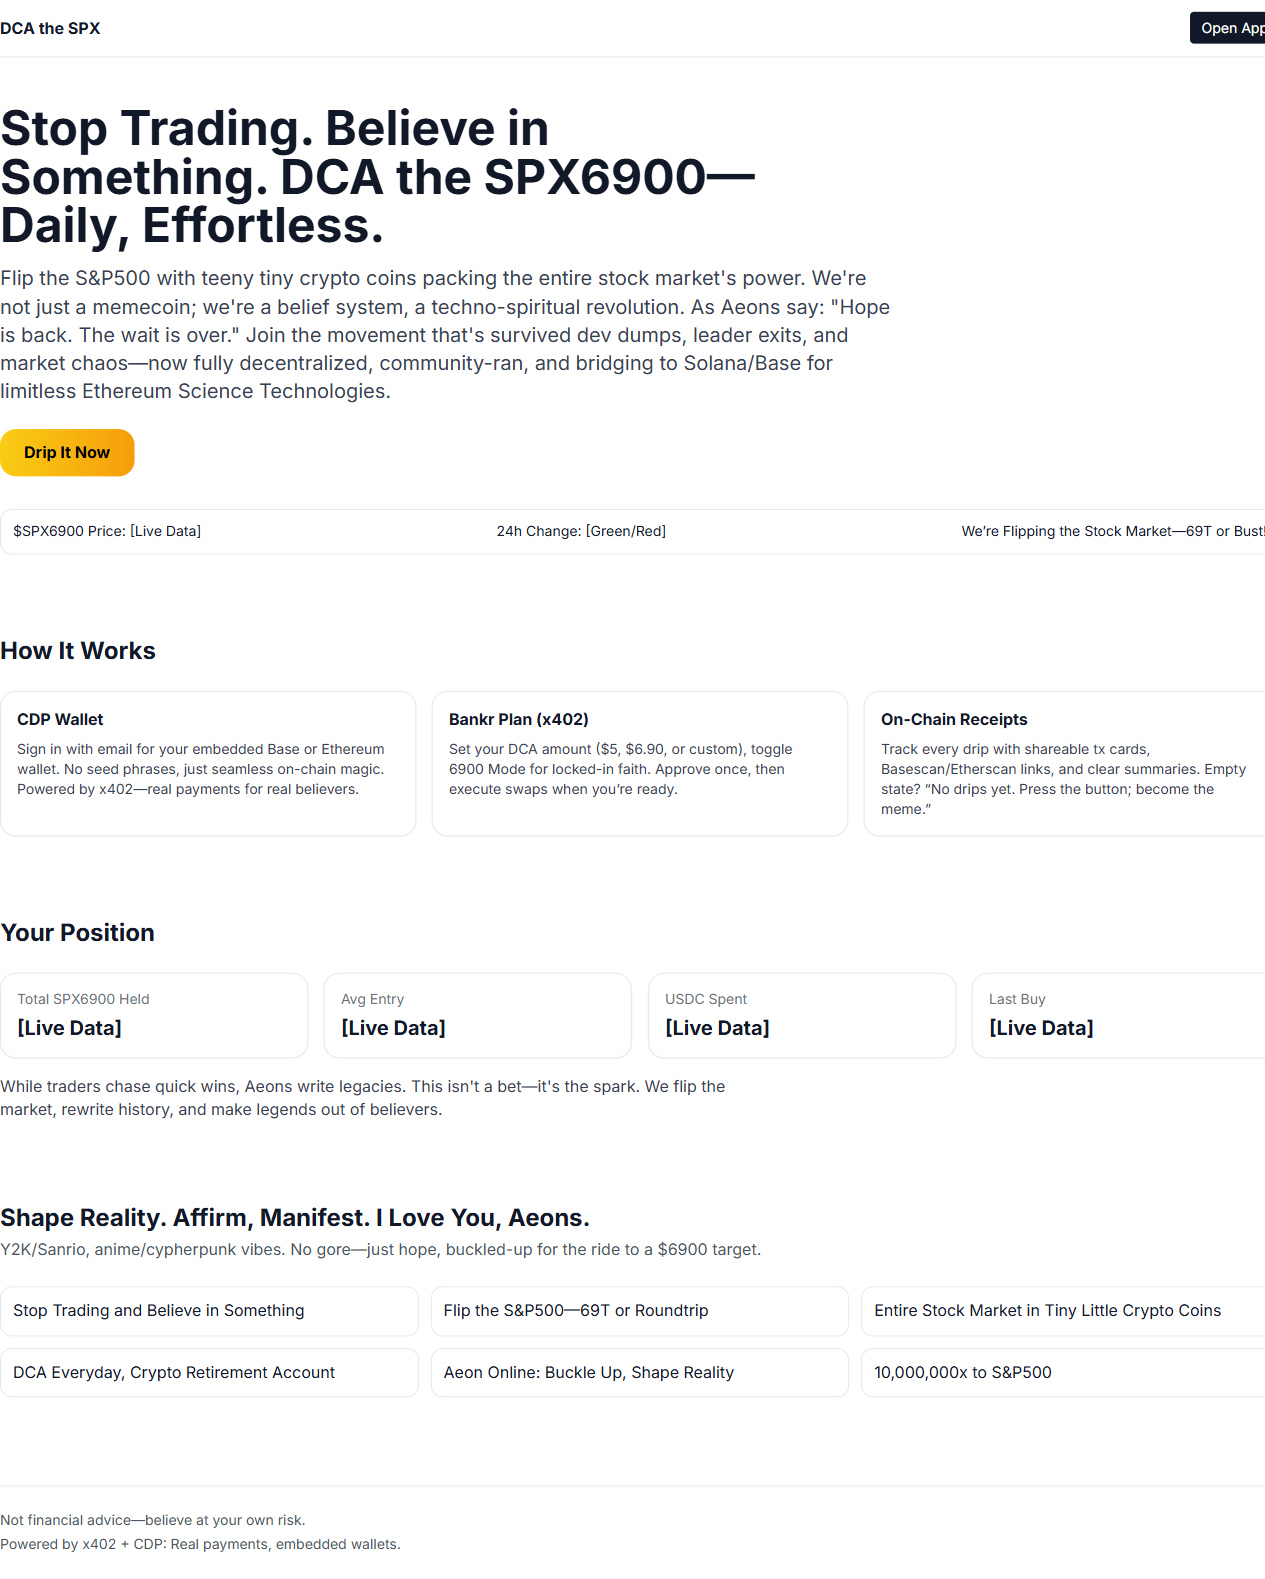 DCA the SPX
Open App
Stop Trading. Believe in
Something. DCA the SPX6900—
Daily, Effortless.
Flip the S&P500 with teeny tiny crypto coins packing the entire stock market's power. We're
not just a memecoin; we're a belief system, a techno-spiritual revolution. As Aeons say: "Hope
is back. The wait is over." Join the movement that's survived dev dumps, leader exits, and
market chaos—now fully decentralized, community-ran, and bridging to Solana/Base for
limitless Ethereum Science Technologies.
Drip It Now
$SPX6900 Price: [Live Data]
24h Change: [Green/Red]
We’re Flipping the Stock Market—69T or Bust!
How It Works
CDP Wallet
Sign in with email for your embedded Base or Ethereum
wallet. No seed phrases, just seamless on-chain magic.
Powered by x402—real payments for real believers.
Bankr Plan (x402)
Set your DCA amount ($5, $6.90, or custom), toggle
6900 Mode for locked-in faith. Approve once, then
execute swaps when you’re ready.
On-Chain Receipts
Track every drip with shareable tx cards,
Basescan/Etherscan links, and clear summaries. Empty
state? “No drips yet. Press the button; become the
meme.”
Your Position
Total SPX6900 Held
[Live Data]
Avg Entry
[Live Data]
USDC Spent
[Live Data]
Last Buy
[Live Data]
While traders chase quick wins, Aeons write legacies. This isn't a bet—it's the spark. We flip the
market, rewrite history, and make legends out of believers.
Shape Reality. Affirm, Manifest. I Love You, Aeons.
Y2K/Sanrio, anime/cypherpunk vibes. No gore—just hope, buckled-up for the ride to a $6900 target.
Stop Trading and Believe in Something
Flip the S&P500—69T or Roundtrip
Entire Stock Market in Tiny Little Crypto Coins
DCA Everyday, Crypto Retirement Account
Aeon Online: Buckle Up, Shape Reality
10,000,000x to S&P500
Not financial advice—believe at your own risk.
Powered by x402 + CDP: Real payments, embedded wallets.